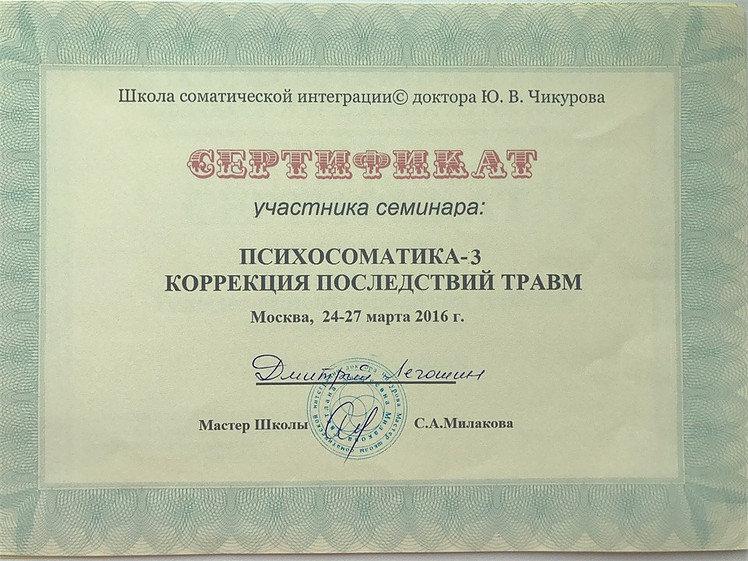 Школа соматической интеграции© доктора Ю. В. Чикурова
СЕРТИФИКАТ
участника семинара:
ПСИХОСОМАТИКА-3
КОРРЕКЦИЯ ПОСЛЕДСТВИЙ ТРАВМ
Москва, 24-27 марта 2016 г.
Дмитрий Легошин
Мастер Школы С.А.Милакова